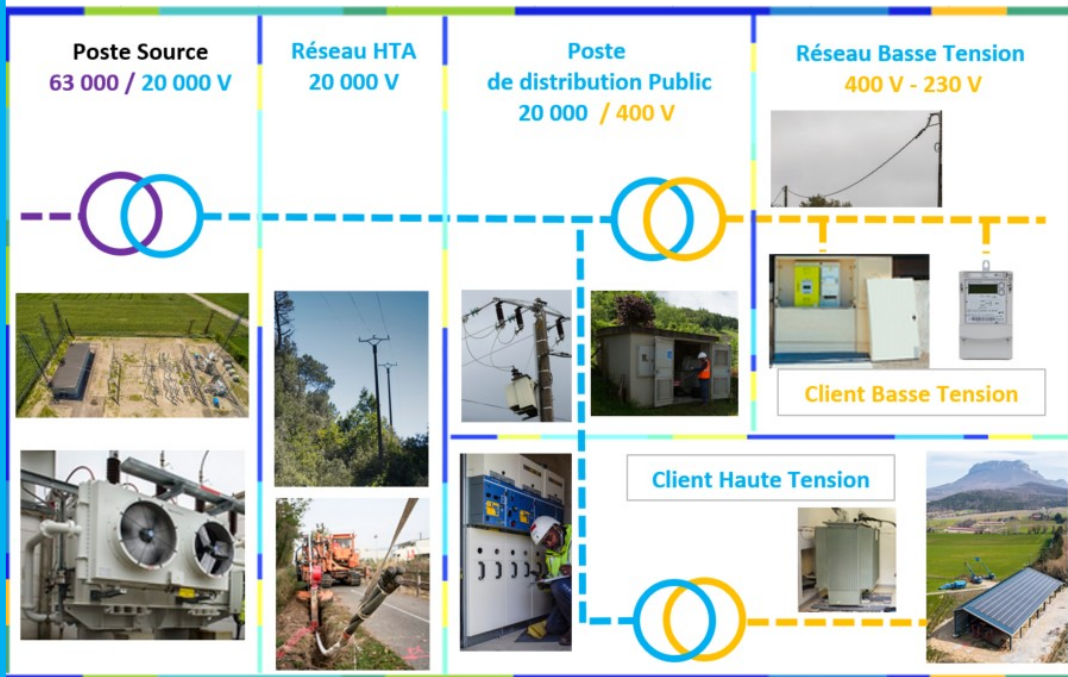 Poste Source
63 000 / 20 000 V
Réseau HTA
20 000 V
Poste
de distribution Public
20 000 / 400 V
Réseau Basse Tension
400 V - 230 V
Client Basse Tension
Client Haute Tension